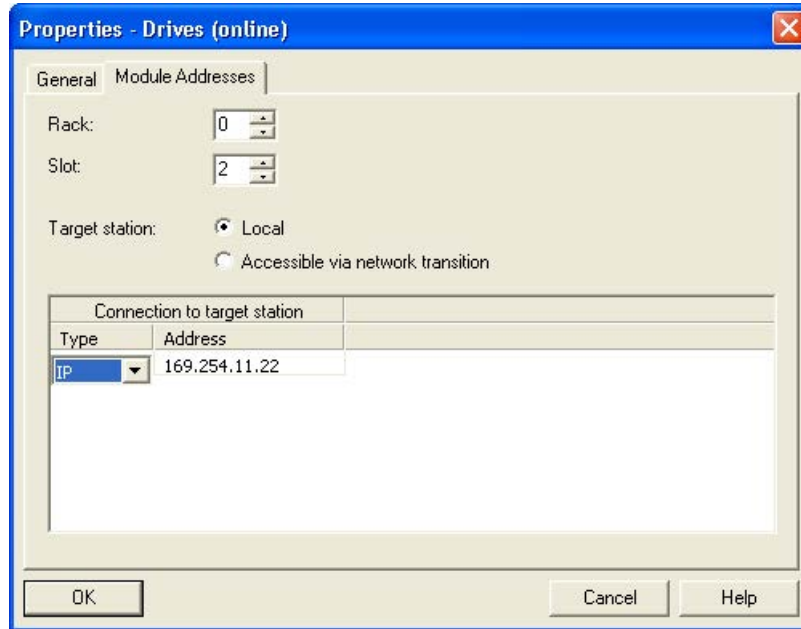 Properties - Drives (online)
General Module Addresses
Rack: 0
Slot: 2
Target station: Local
Accessible via network transition
Connection to target station
Type Address
IP 169.254.11.22
OK Cancel Help